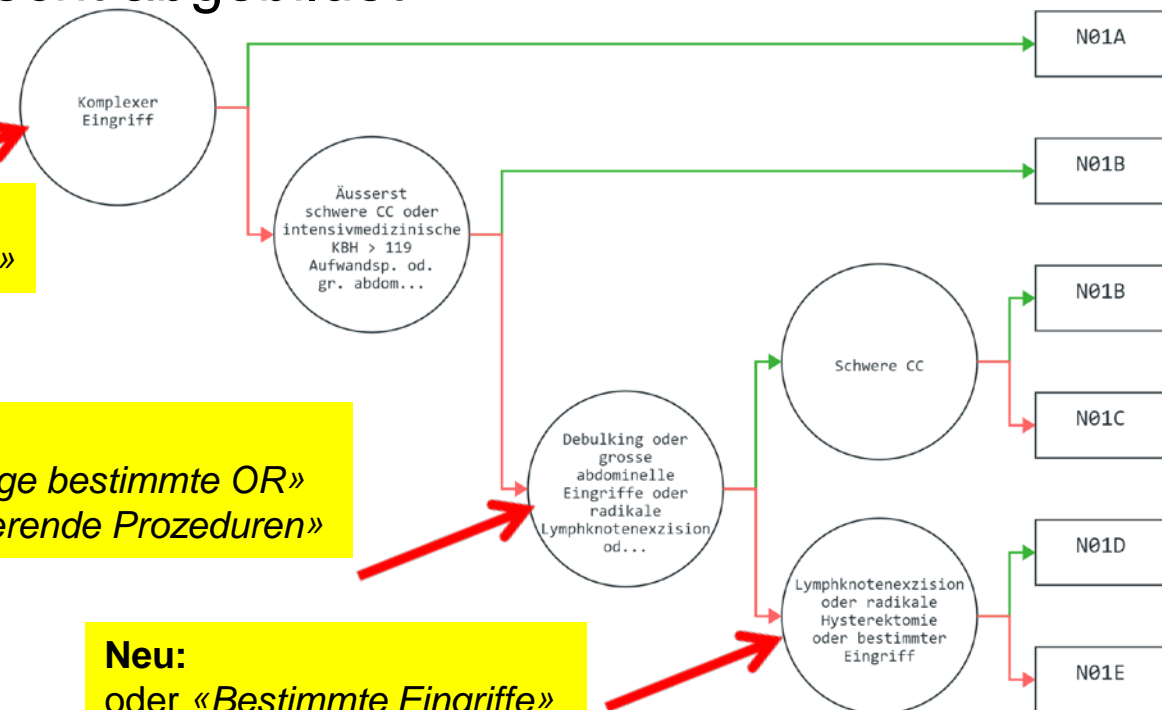 abgebildet
N01A
Komplexer
Eingriff
N01B
Äusserst
schwere CC oder
intensivmedizinische
KBH > 119
Aufwandsp. od.
gr. abdom...
»
N01B
Schwere CC
N01C
Debulking oder
grosse
abdominelle
Eingriffe oder
radikale
Lymphknotenexzision
od...
ge bestimmte OR»
erende Prozeduren»
N01D
Lymphknotenexzision
oder radikale
Hysterektomie
oder bestimmter
Eingriff
Neu:
oder «Bestimmte Eingriffe»
N01E